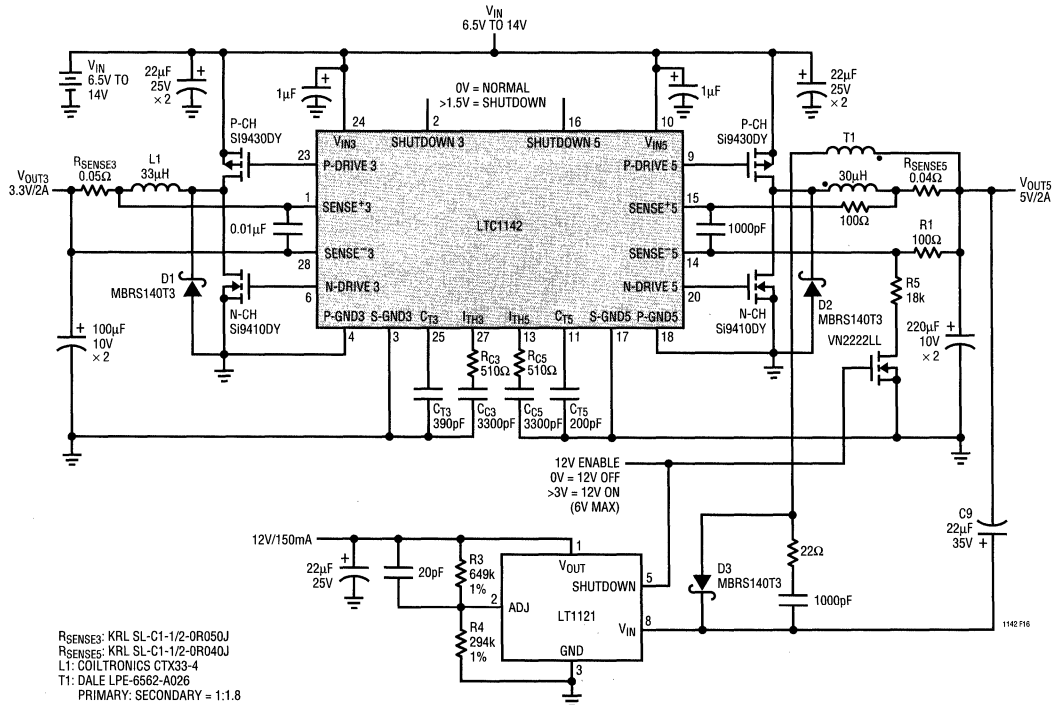 VIN
6.5V TO 14V
VIN
6.5V TO
14V
22µF
25V
× 2
+
1µF
+
0V = NORMAL
>1.5V = SHUTDOWN
+
1µF
+
22µF
25V
× 2
P-CH
Si9430DY
24
2
16
10
P-CH
Si9430DY
T1
VIN3
SHUTDOWN 3
SHUTDOWN 5
VIN5
23
P-DRIVE 3
P-DRIVE 5
9
VOUT3
3.3V/2A
RSENSE3
0.05Ω
L1
33µH
30µH
RSENSE5
0.04Ω
VOUT5
5V/2A
1
SENSE+3
SENSE+5
15
100Ω
0.01µF
LTC1142
1000pF
R1
100Ω
28
SENSE–3
SENSE–5
14
D1
MBRS140T3
6
N-DRIVE 3
N-DRIVE 5
20
R5
18k
N-CH
Si9410DY
N-CH
Si9410DY
D2
MBRS140T3
P-GND3
S-GND3
CT3
ITH3
ITH5
CT5
S-GND5
P-GND5
4
3
25
27
13
11
17
18
VN2222LL
+
100µF
10V
× 2
220µF
10V
× 2
+
RC3
510Ω
RC5
510Ω
CT3
390pF
CC3
3300pF
CC5
3300pF
CT5
200pF
12V ENABLE
0V = 12V OFF
>3V = 12V ON
(6V MAX)
C9
22µF
35V
+
12V/150mA
1
22µF
25V
+
20pF
R3
649k
1%
VOUT
SHUTDOWN
5
D3
MBRS140T3
22Ω
2
ADJ
LT1121
1000pF
R4
294k
1%
VIN
8
GND
3
1142 F16
RSENSE3: KRL SL-C1-1/2-0R050J
RSENSE5: KRL SL-C1-1/2-0R040J
L1: COILTRONICS CTX33-4
T1: DALE LPE-6562-A026
PRIMARY: SECONDARY = 1:1.8